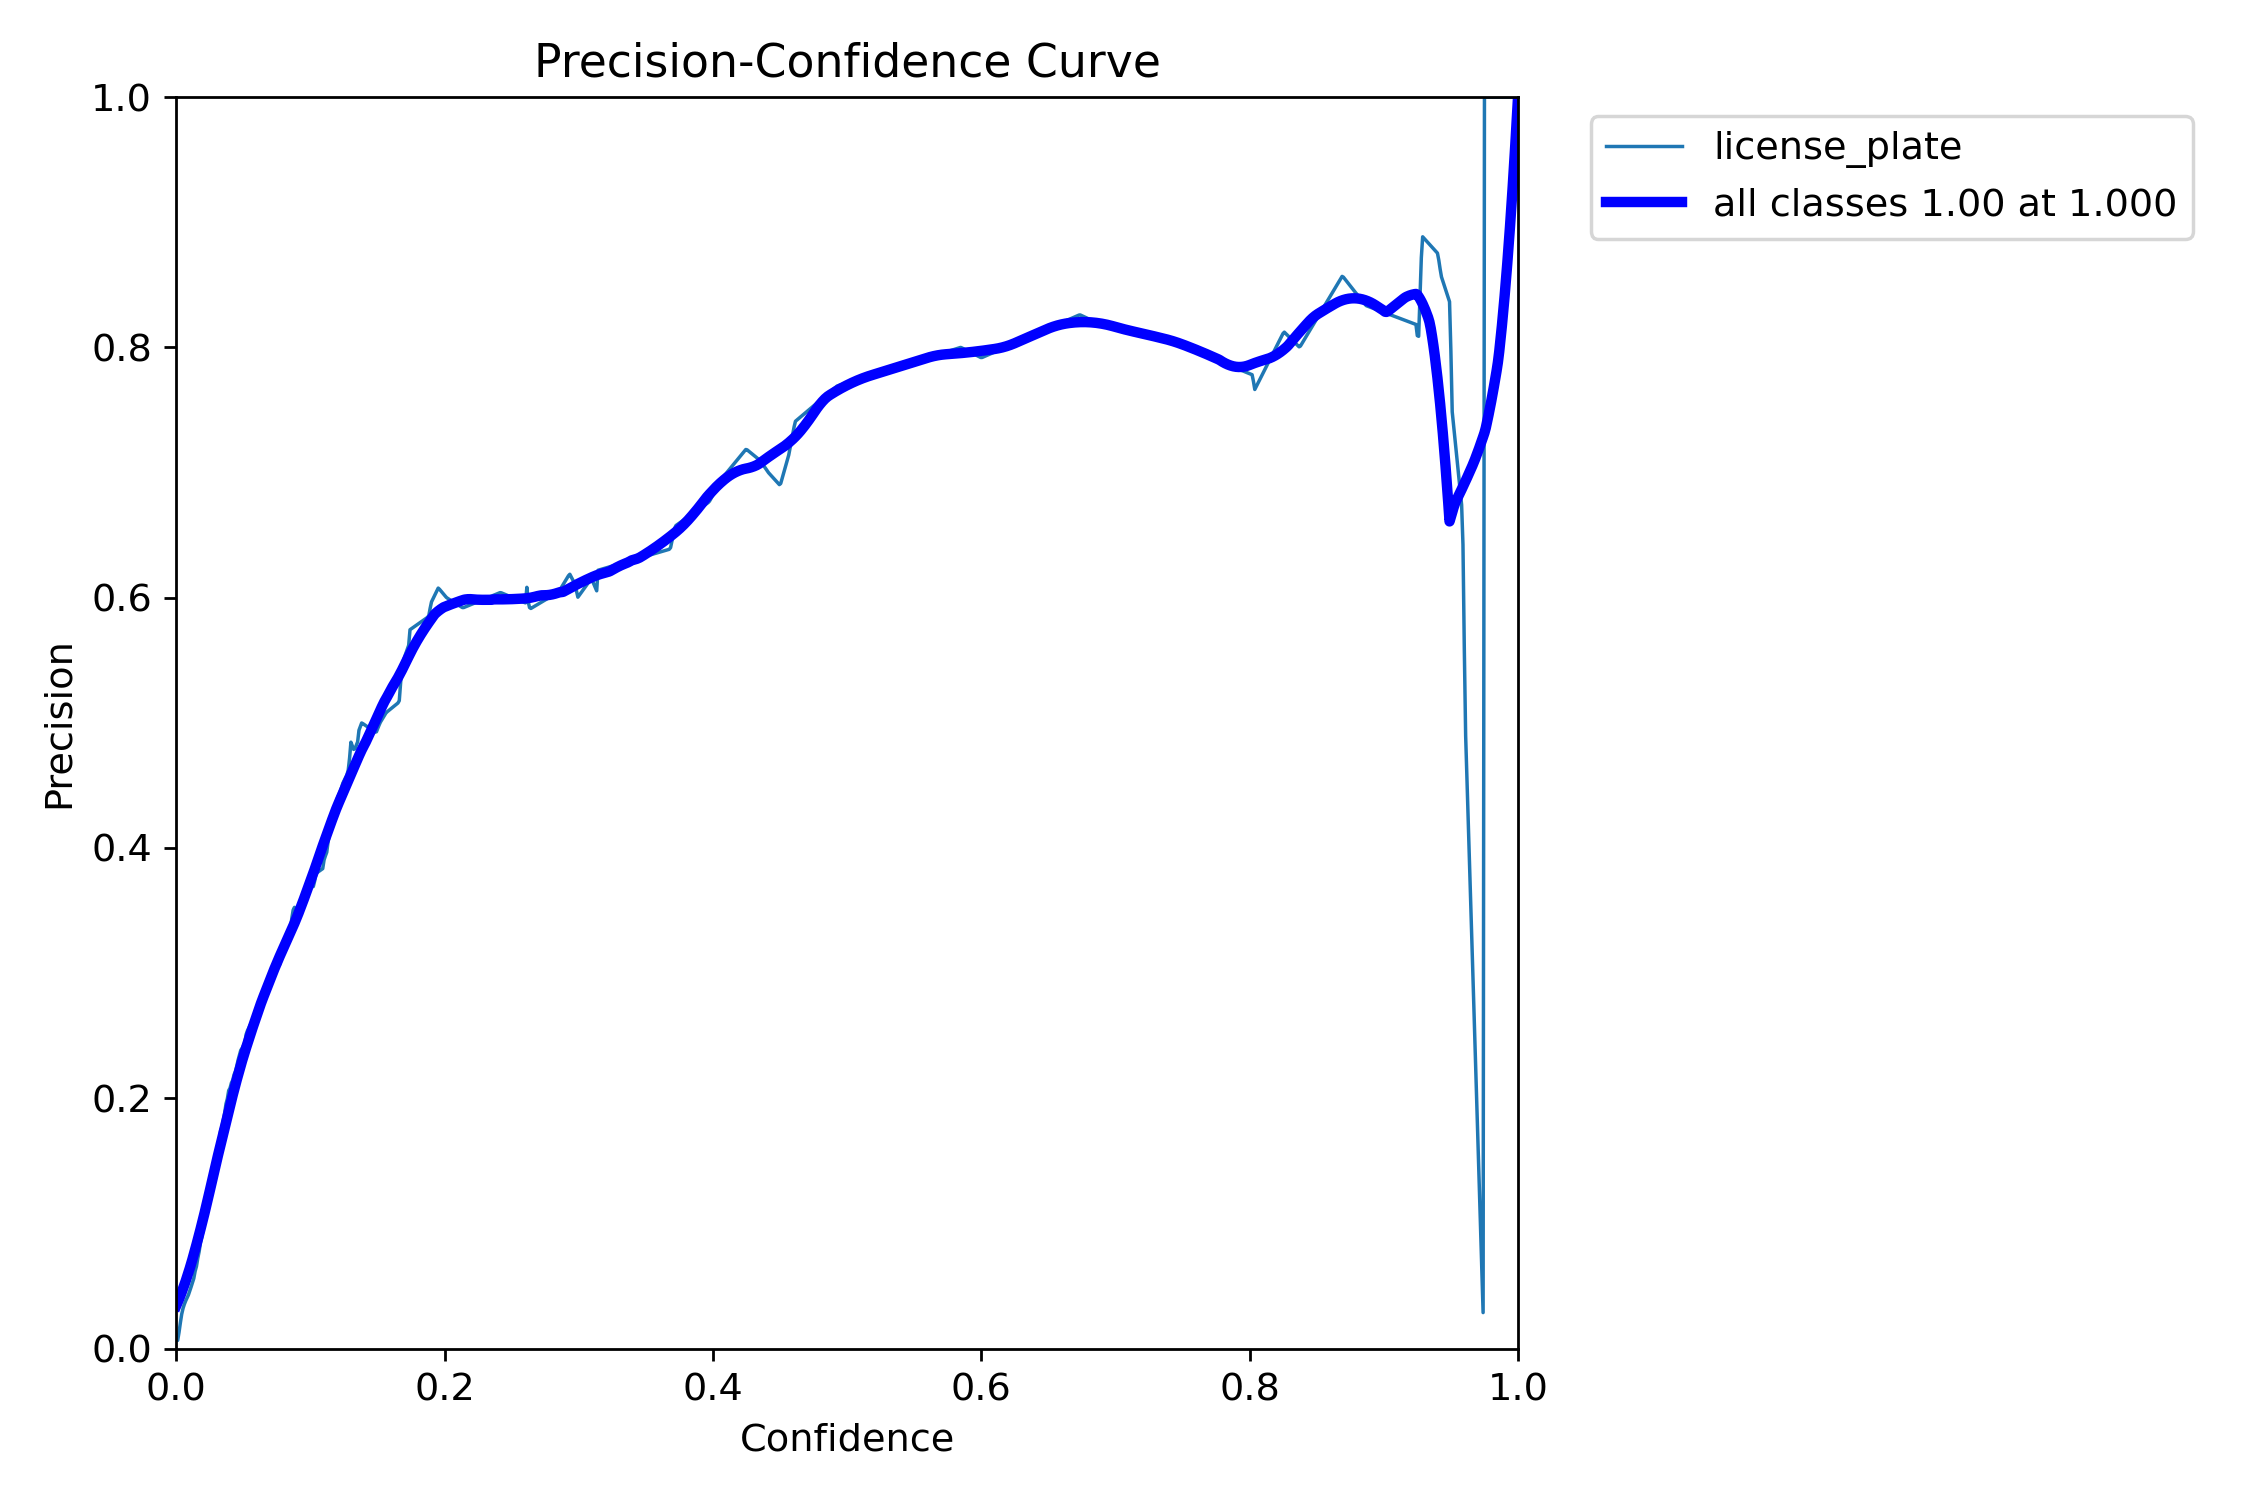 Precision-Confidence Curve
1.0
0.8
0.6
0.4
0.2
0.0
Precision
0.0 0.2 0.4 0.6 0.8 1.0
Confidence
license_plate
all classes 1.00 at 1.000